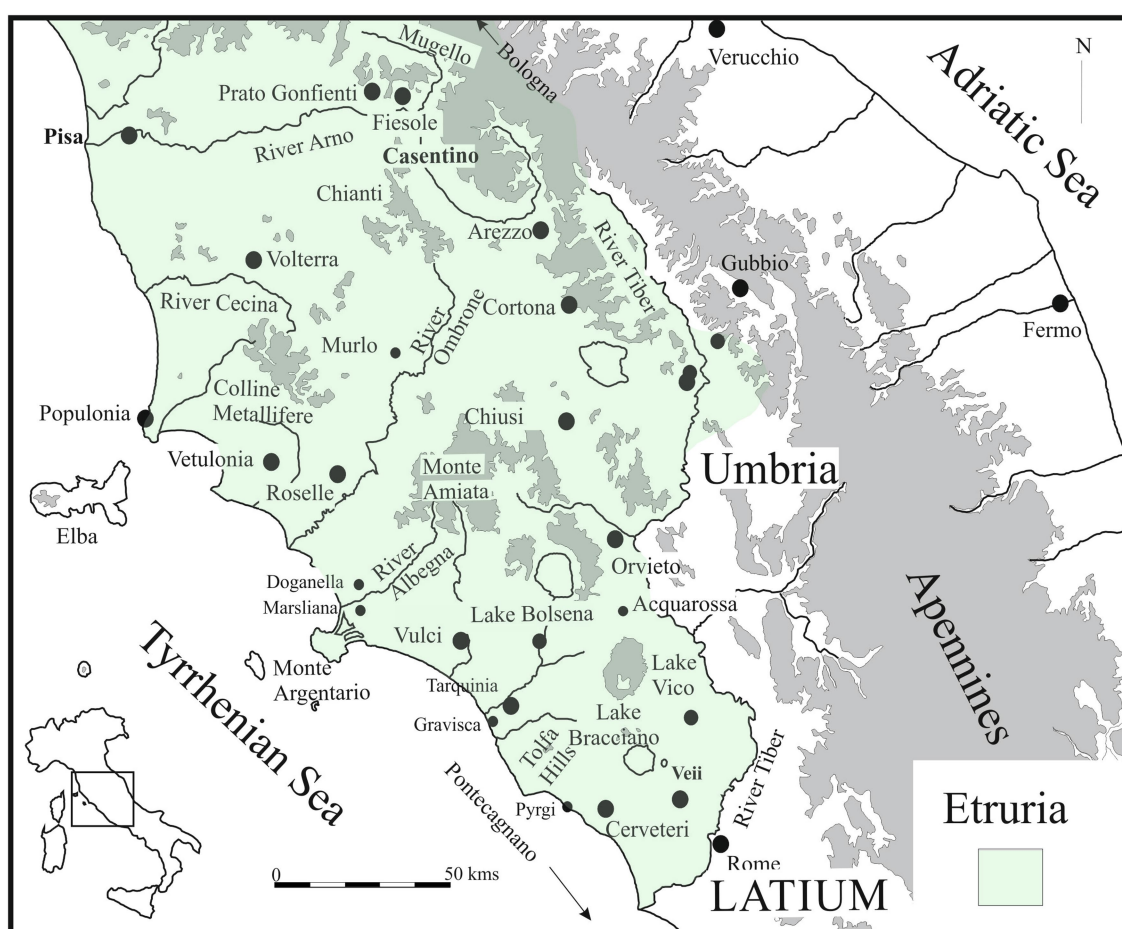 Mugello
Bologna
Verucchio
Adriatic Sea
N
Prato Gonfienti
Fiesole
Pisa
River Arno
Casentino
Chianti
Arezzo
River Tiber
Gubbio
Volterra
River Cecina
Cortona
Fermo
Murlo
River
Ombrone
Colline
Metallifere
Populonia
Chiusi
Vetulonia
Roselle
Monte
Amiata
Umbria
Elba
Orvieto
River
Albegna
Doganella
Marsliana
Acquarossa
Lake Bolsena
Vulci
Apennines
Tyrrhenian Sea
Monte
Argentario
Lake
Vico
Tarquinia
Gravisca
Lake
Bracciano
Tolfa
Hills
Veii
River Tiber
Pontecagnano
Pyrgi
Cerveteri
Etruria
Rome
LATIUM
0
50 kms